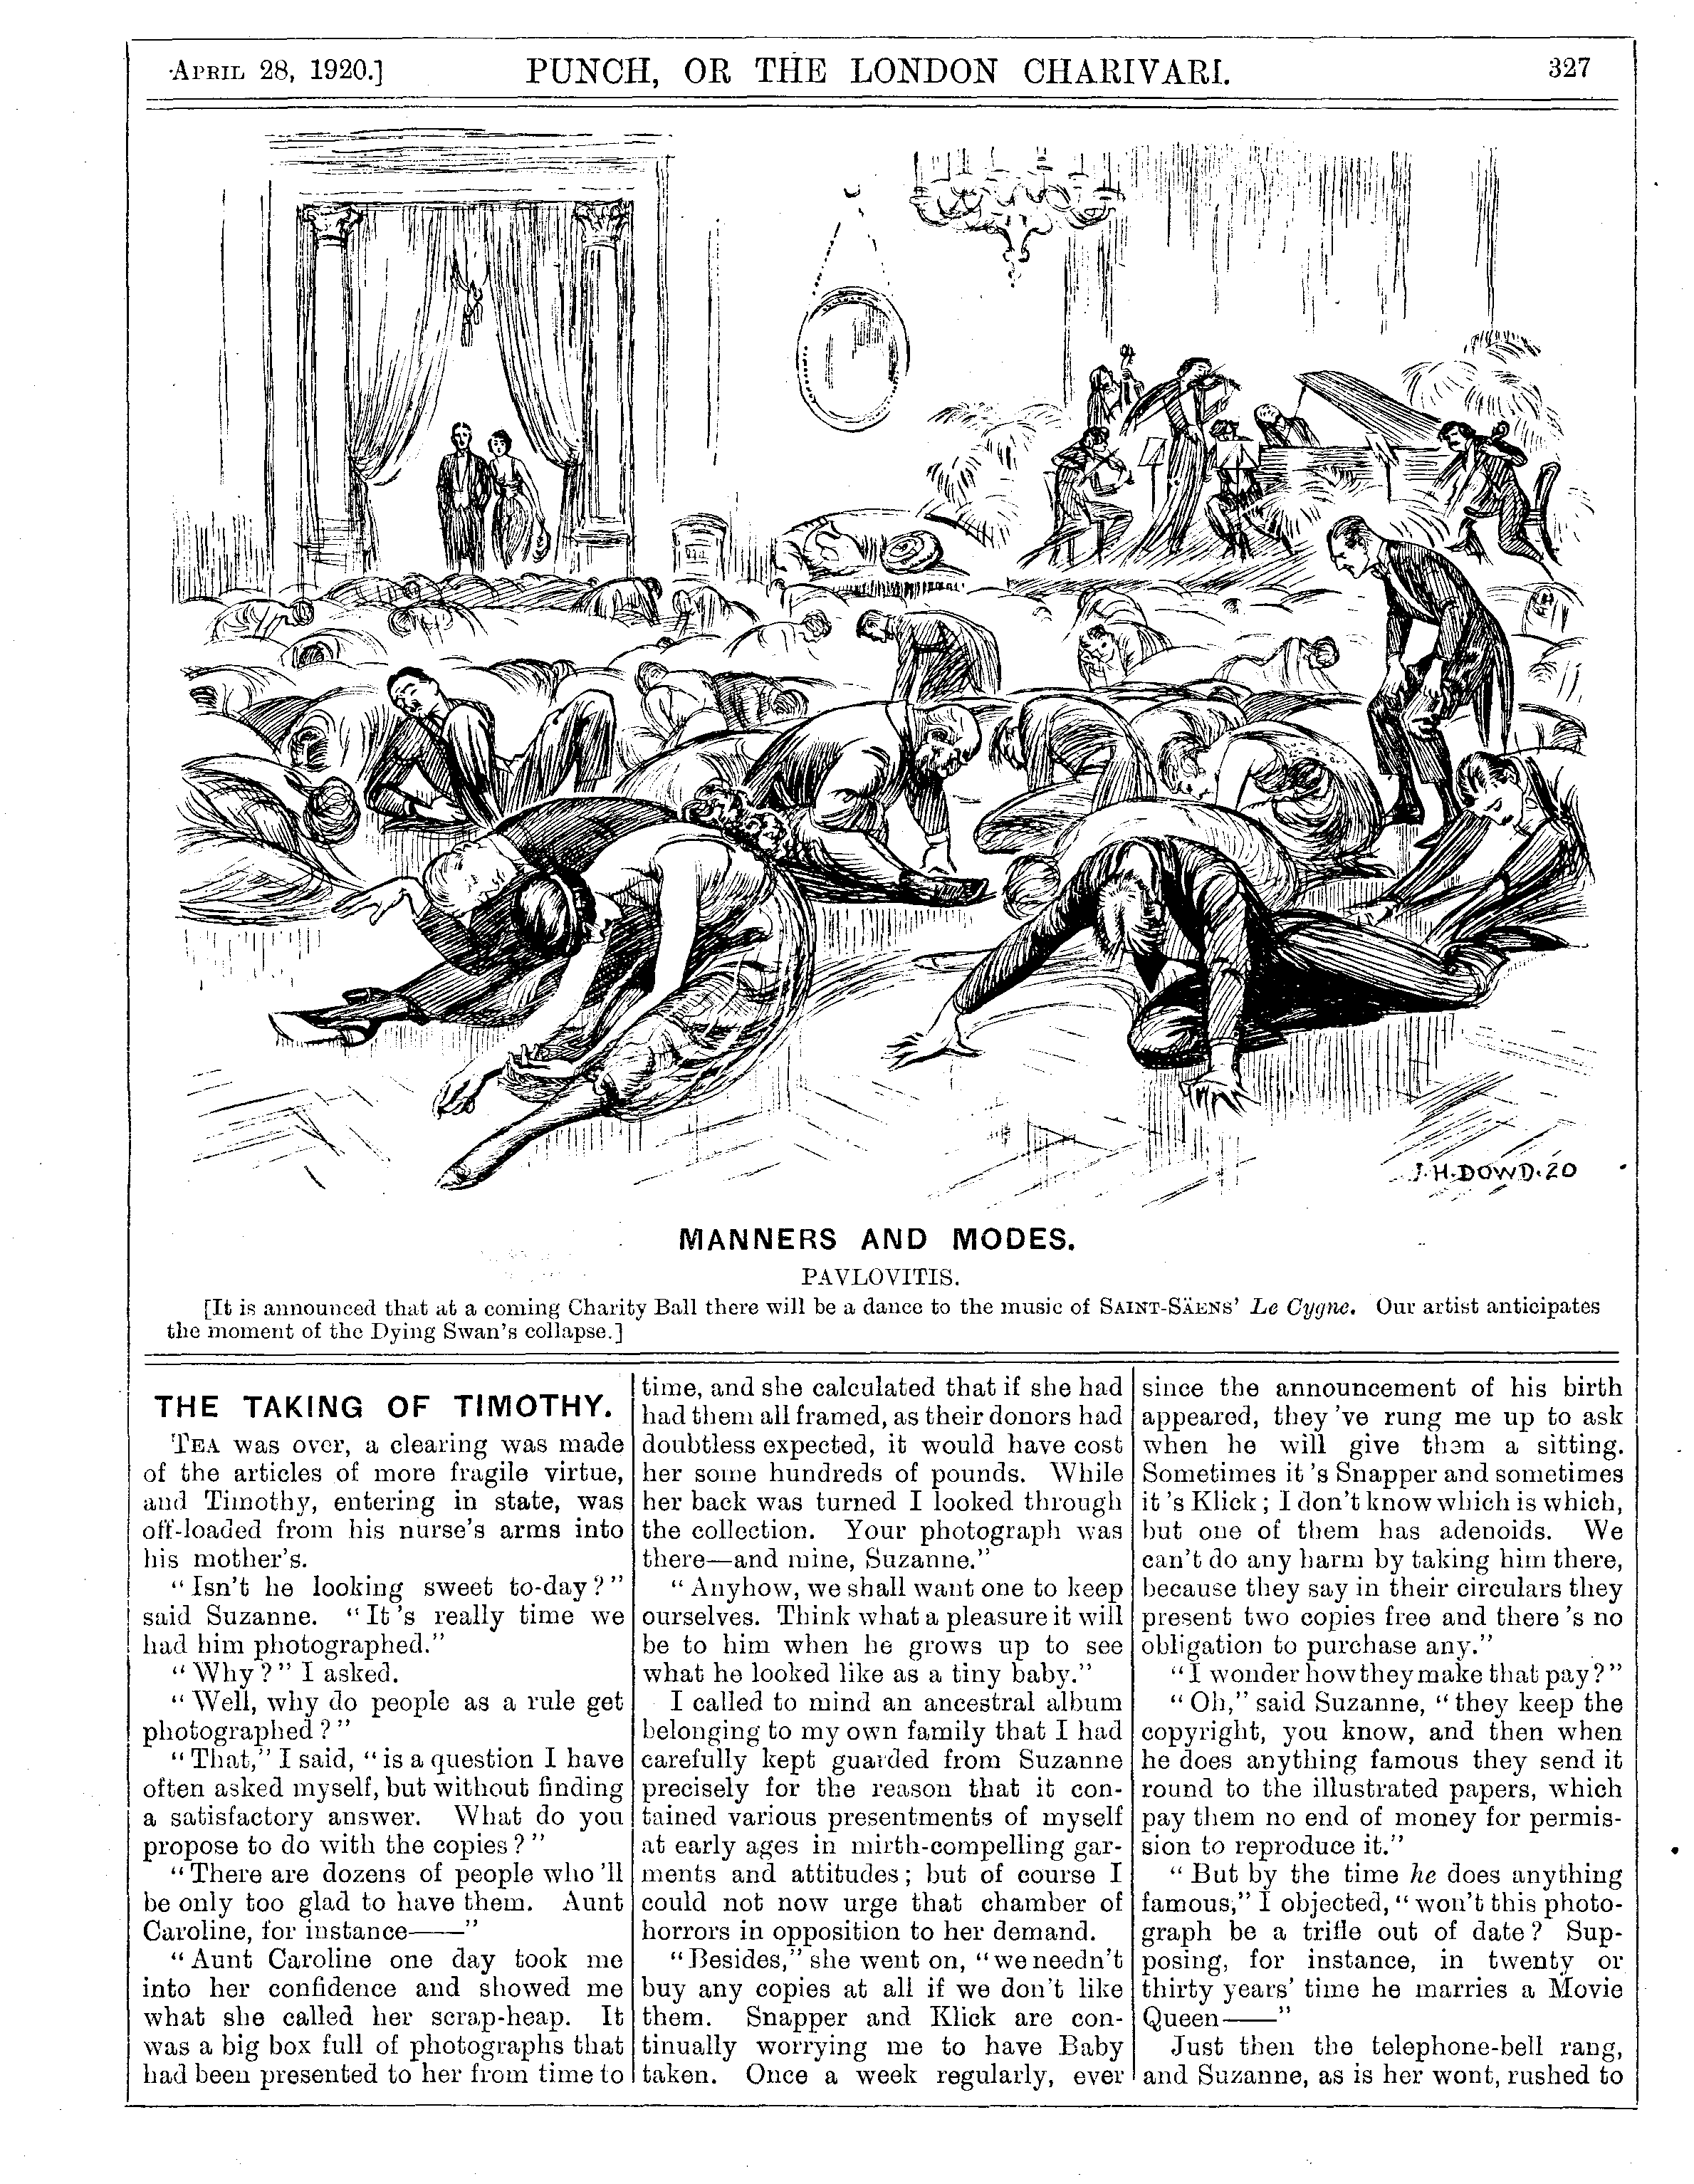 APRIL 28, 1920.]
PUNCH, OR THE LONDON CHARIVARI.
327
J. H. DOWD. 20
MANNERS AND MODES.
PAVLOVITIS.
[It is announced that at a coming Charity Ball there will be a dance to the music of SAINT-SÄENS' Le Cygne. Our artist anticipates
the moment of the Dying Swan's collapse.]
THE TAKING OF TIMOTHY.
TEA was over, a clearing was made
of the articles of more fragile virtue,
and Timothy, entering in state, was
off-loaded from his nurse's arms into
his mother's.
"Isn't he looking sweet to-day?"
said Suzanne. "It's really time we
had him photographed."
"Why?" I asked.
"Well, why do people as a rule get
photographed?"
"That," I said, "is a question I have
often asked myself, but without finding
a satisfactory answer. What do you
propose to do with the copies?"
"There are dozens of people who'll
be only too glad to have them. Aunt
Caroline, for instance——"
"Aunt Caroline one day took me
into her confidence and showed me
what she called her scrap-heap. It
was a big box full of photographs that
had been presented to her from time to
time, and she calculated that if she had
had them all framed, as their donors had
doubtless expected, it would have cost
her some hundreds of pounds. While
her back was turned I looked through
the collection. Your photograph was
there—and mine, Suzanne."
"Anyhow, we shall want one to keep
ourselves. Think what a pleasure it will
be to him when he grows up to see
what he looked like as a tiny baby."
I called to mind an ancestral album
belonging to my own family that I had
carefully kept guarded from Suzanne
precisely for the reason that it con-
tained various presentments of myself
at early ages in mirth-compelling gar-
ments and attitudes; but of course I
could not now urge that chamber of
horrors in opposition to her demand.
"Besides," she went on, "we needn't
buy any copies at all if we don't like
them. Snapper and Klick are con-
tinually worrying me to have Baby
taken. Once a week regularly, ever
since the announcement of his birth
appeared, they've rung me up to ask
when he will give them a sitting.
Sometimes it's Snapper and sometimes
it's Klick; I don't know which is which,
but one of them has adenoids. We
can't do any harm by taking him there,
because they say in their circulars they
present two copies free and there's no
obligation to purchase any."
"I wonder how they make that pay?"
"Oh," said Suzanne, "they keep the
copyright, you know, and then when
he does anything famous they send it
round to the illustrated papers, which
pay them no end of money for permis-
sion to reproduce it."
"But by the time he does anything
famous," I objected, "won't this photo-
graph be a trifle out of date? Sup-
posing, for instance, in twenty or
thirty years' time he marries a Movie
Queen——"
Just then the telephone-bell rang,
and Suzanne, as is her wont, rushed to